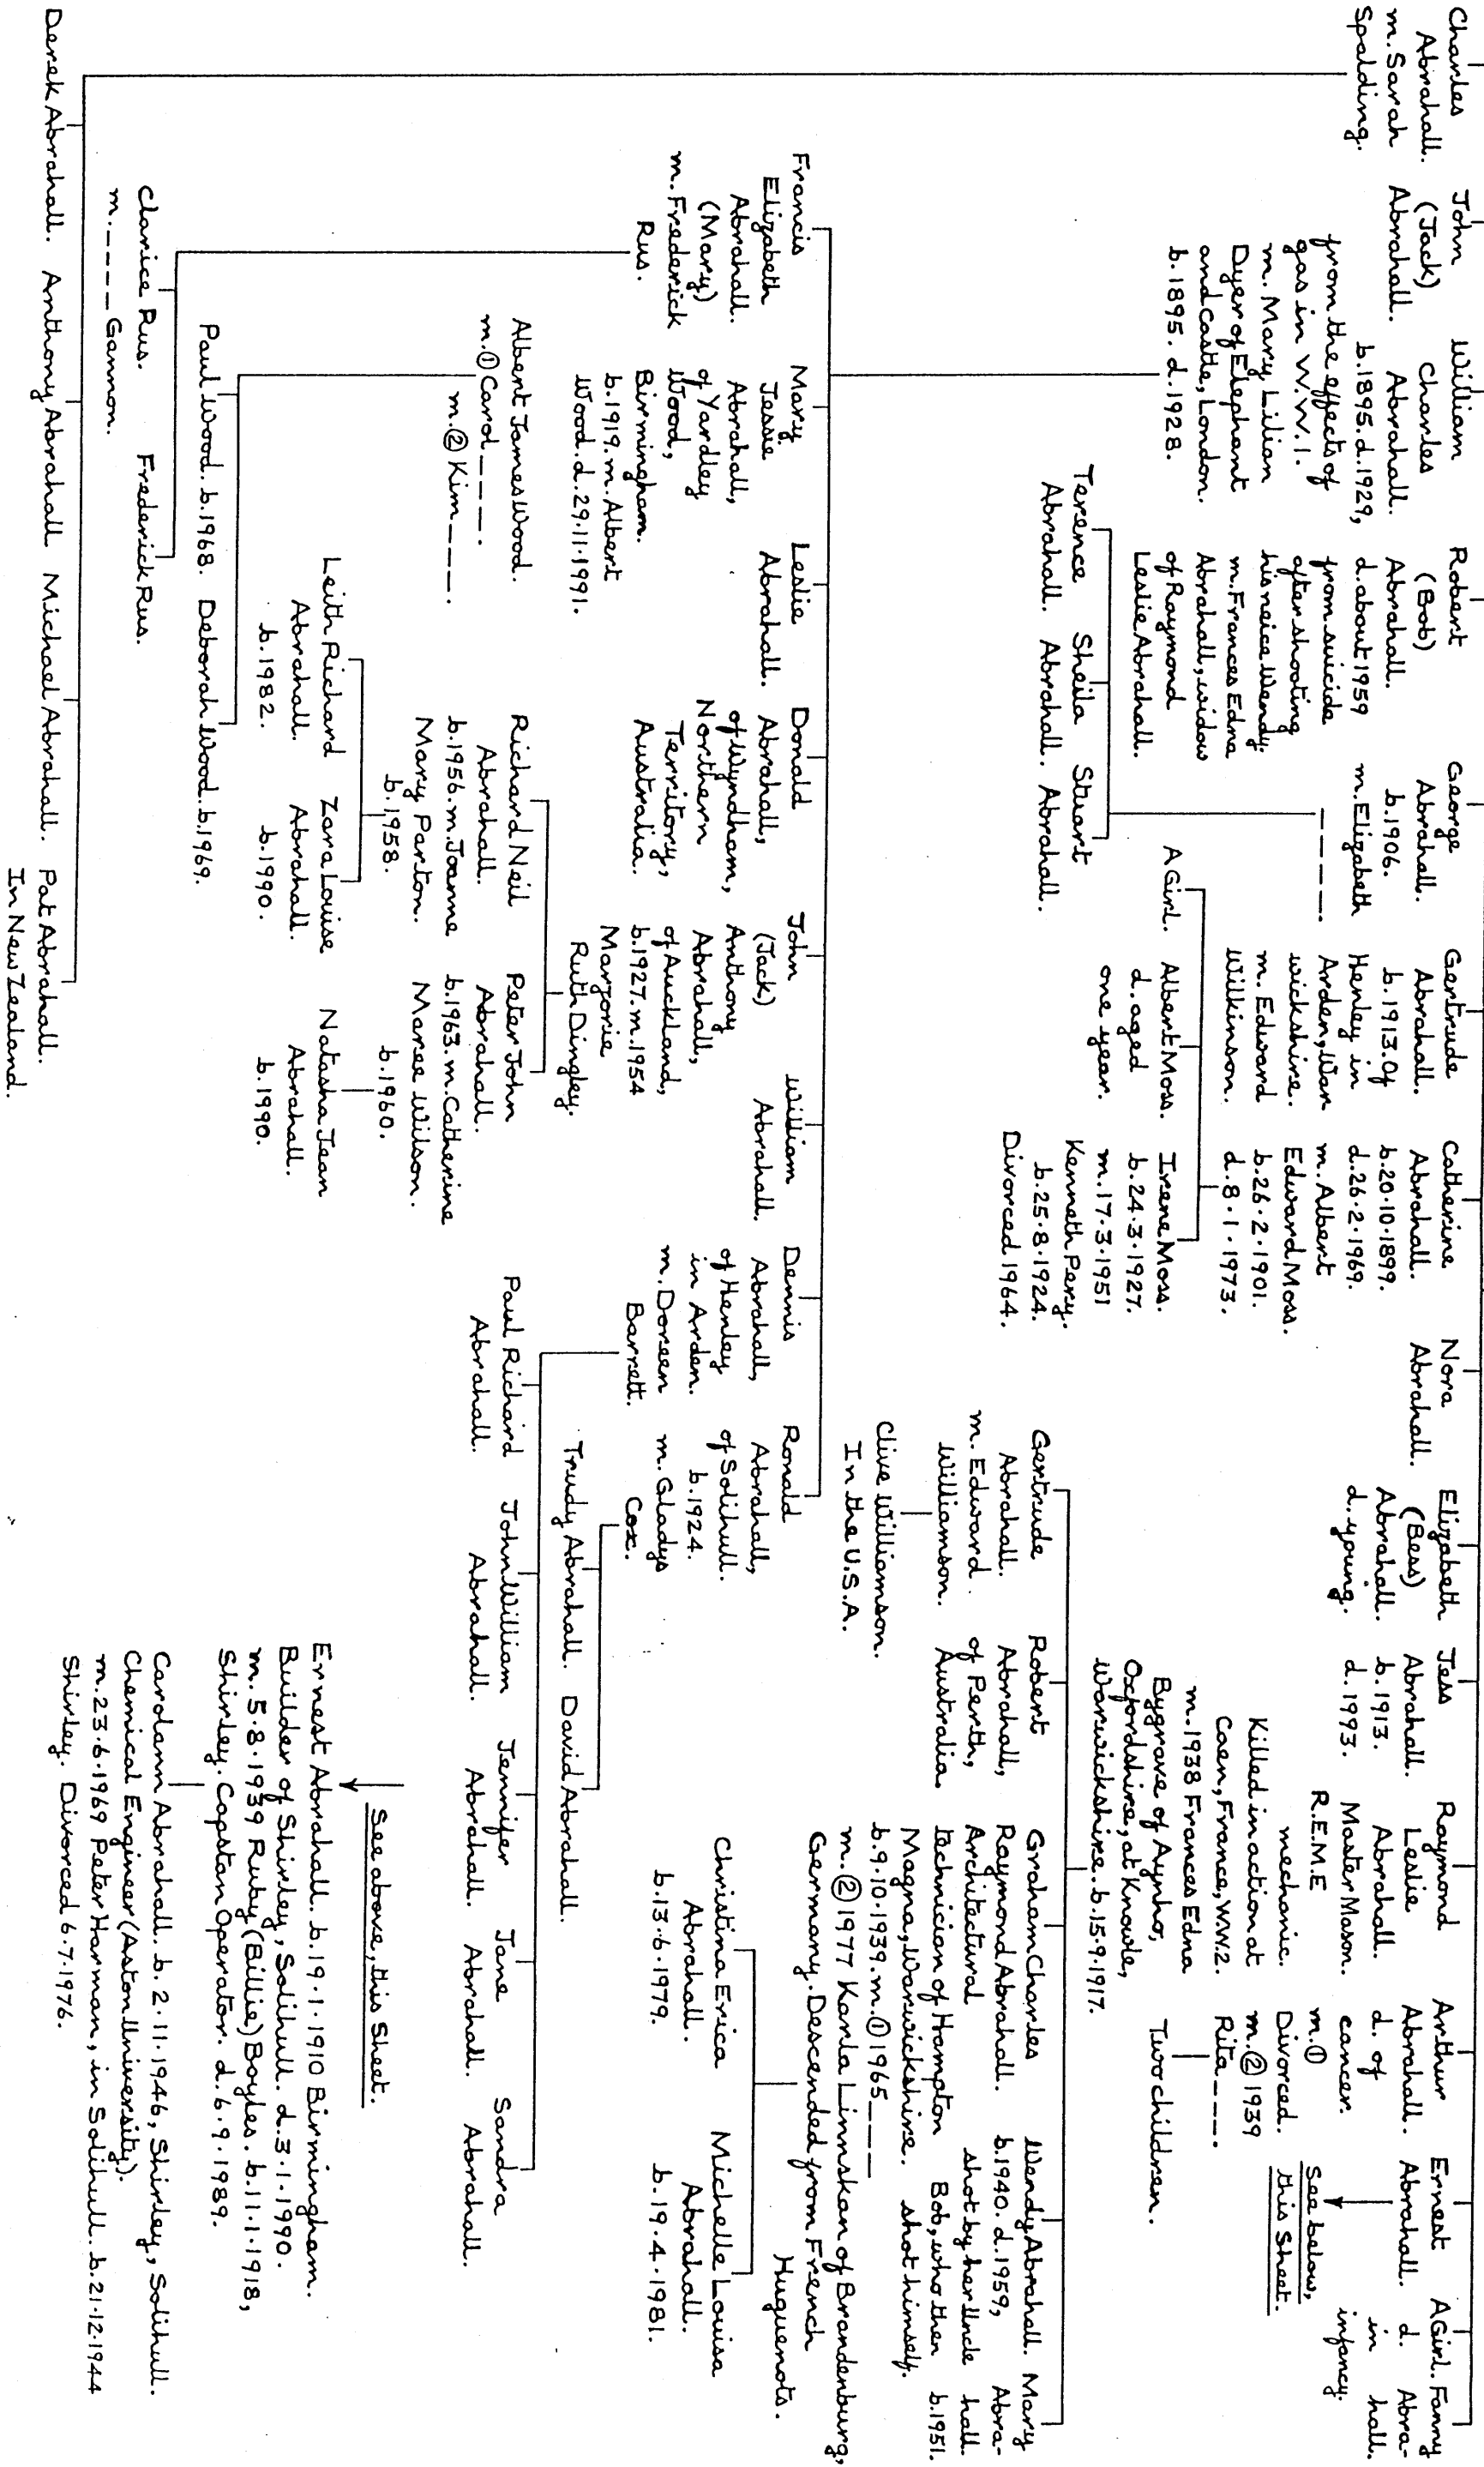 Charles
Abrahall.
m. Sarah
Spalding.
John
(Jack)
Abrahall.
William
Charles
Abrahall.
b.1895. d.1929,
from the effects of
gas in W.W.1.
m. Mary Lilian
Dyer of Elephant
and Castle, London.
b.1895. d.1928.
Robert
(Bob)
Abrahall.
d. about 1959
from suicide
after shooting
his neice Wendy.
m. Frances Edna
Abrahall, widow
of Raymond
Leslie Abrahall.
George
Abrahall.
b.1906.
m. Elizabeth
_ _ _ _ .
Gertrude
Abrahall.
b.1913. Of
Henley in
Arden, War
wickshire.
m. Edward
Wilkinson.
Catherine
Abrahall.
b.20.10.1899.
d.26.2.1969.
m. Albert
Edward Moss.
b.26.2.1901.
d.8.1.1973.
Nora
Abrahall.
Elizabeth
(Bess)
Abrahall.
d. young.
Jess
Abrahall.
b.1913.
d.1993.
Raymond
Leslie
Abrahall.
Master Mason.
R.E.M.E
mechanic.
Killed in action at
Caen, France, W.W.2.
m.1938 Frances Edna
Bygrave of Aynho,
Oxfordshire, at Knowle,
Warwickshire. b.15.9.1917.
Arthur
Abrahall.
d. of
cancer.
m.①
Divorced.
m.② 1939
Rita _ _ _ _ .
Ernest
Abrahall.
See below,
this Sheet.
A Girl.
d.
in
infancy.
Fanny
Abra-
hall.
Terence
Abrahall.
Sheila
Abrahall.
Stuart
Abrahall.
A Girl.
Albert Moss.
d. aged
one year.
Irene Moss.
b.24.3.1927.
m.17.3.1951
Kenneth Perry.
b.25.8.1924.
Divorced 1964.
Gertrude
Abrahall.
m. Edward
Williamson.
Clive Williamson.
In the U.S.A.
Robert
Abrahall,
of Perth,
Australia.
Graham Charles
Raymond Abrahall.
Architectural
technician of Hampton
Magna, Warwickshire.
b.9.10.1939. m.① 1965 _ _ _
m.② 1977 Karla Linnskan of Brandenburg,
Germany. Descended from French
Huguenots.
Wendy Abrahall.
b.1940. d.1959,
shot by her Uncle
Bob, who then
shot himself.
Mary
Abra-
hall.
b.1951.
Two children.
Christina Erica
Abrahall.
b.13.6.1979.
Michelle Louisa
Abrahall.
b.19.4.1981.
Francis
Elizabeth
Abrahall.
(Mary)
m. Frederick
Rus.
Mary
Jessie
Abrahall,
of Yardley
Wood,
Birmingham.
b.1919. m. Albert
Wood. d.29.11.1991.
Leslie
Abrahall.
Donald
Abrahall,
of Wyndham,
Northern
Territory,
Australia.
John
(Jack)
Anthony
Abrahall,
of Auckland,
b.1927. m.1954
Marjorie
Ruth Dingley.
William
Abrahall.
Dennis
Abrahall,
of Henley
in Arden.
m. Doreen
Barrett.
Ronald
Abrahall,
of Solihull.
b.1924.
m. Gladys
Cox.
Trudy Abrahall. David Abrahall.
Albert James Wood.
m.① Carol _ _ _ _ .
m.② Kim _ _ _ _ .
Richard Neil
Abrahall.
b.1956. m. Joanne
Mary Parton.
b.1958.
Peter John
Abrahall.
b.1963. m. Catherine
Maree Wilson.
b.1960.
Paul Richard
Abrahall.
John William
Abrahall.
Jennifer
Abrahall.
Jane
Abrahall.
Sandra
Abrahall.
Leith Richard
Abrahall.
b.1982.
Zara Louise
Abrahall.
b.1990.
Natasha Jean
Abrahall.
b.1990.
Paul Wood. b.1968. Deborah Wood. b.1969.
Clarice Rus.
m. _ _ _ _ Gannon.
Frederick Rus.
See above, this Sheet.
Ernest Abrahall. b.19.1.1910 Birmingham.
Builder of Shirley, Solihull. d.3.1.1990.
m. 5.8.1939 Ruby (Billie) Boyles. b.11.1.1918,
Shirley. Capstan Operator. d.6.9.1989.
Carolann Abrahall. b. 2.11.1946, Shirley, Solihull.
Chemical Engineer (Aston University).
m.23.6.1969 Peter Harman, in Solihull. b.21.12.1944
Shirley. Divorced 6.7.1976.
Derek Abrahall. Anthony Abrahall Michael Abrahall. Pat Abrahall.
In New Zealand.